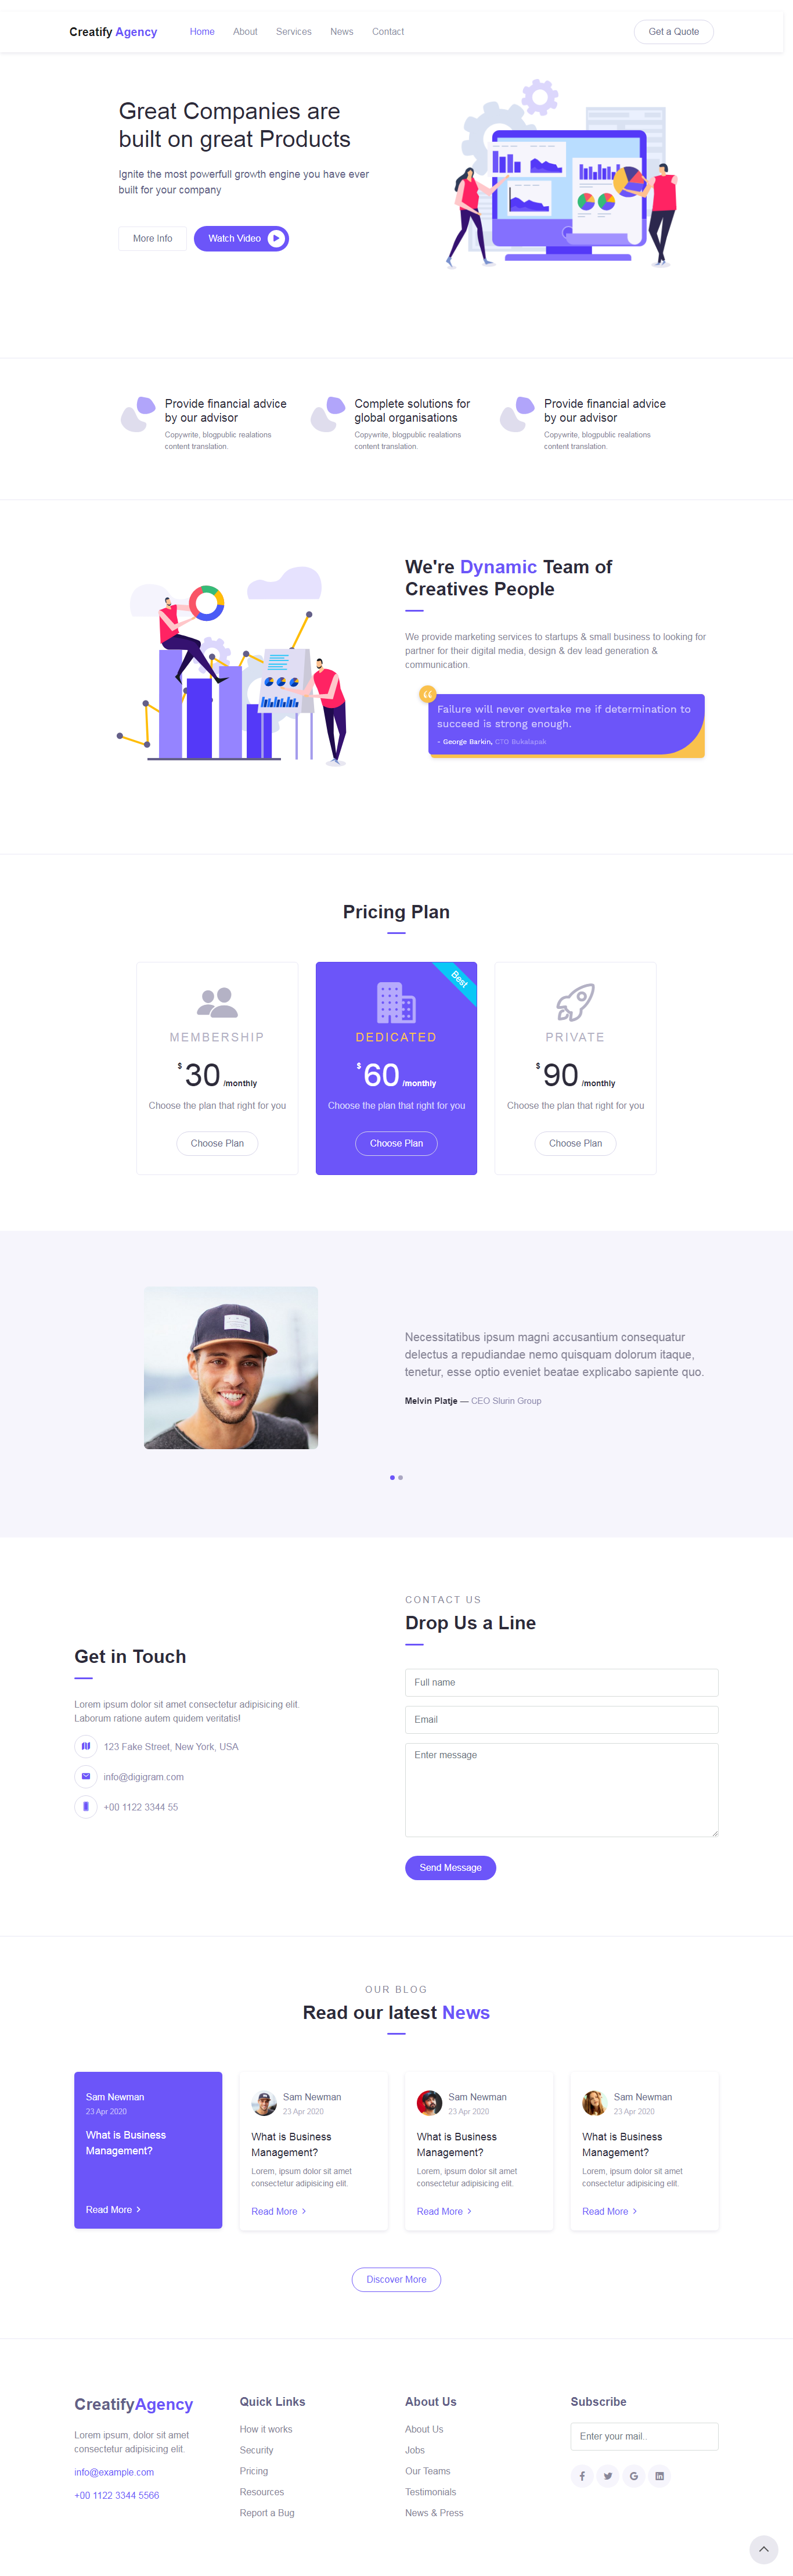 Creatify Agency
Home
About
Services
News
Contact
Get a Quote
Great Companies are
built on great Products
Ignite the most powerfull growth engine you have ever
built for your company
More Info
Watch Video
Provide financial advice
by our advisor
Copywrite, blogpublic realations
content translation.
Complete solutions for
global organisations
Copywrite, blogpublic realations
content translation.
Provide financial advice
by our advisor
Copywrite, blogpublic realations
content translation.
We're Dynamic Team of
Creatives People
We provide marketing services to startups & small business to looking for
partner for their digital media, design & dev lead generation &
communication.
Failure will never overtake me if determination to
succeed is strong enough.
- George Barkin, CTO Bukalapak
Pricing Plan
MEMBERSHIP
$ 30 /monthly
Choose the plan that right for you
Choose Plan
Best
DEDICATED
$ 60 /monthly
Choose the plan that right for you
Choose Plan
PRIVATE
$ 90 /monthly
Choose the plan that right for you
Choose Plan
Necessitatibus ipsum magni accusantium consequatur
delectus a repudiandae nemo quisquam dolorum itaque,
tenetur, esse optio eveniet beatae explicabo sapiente quo.
Melvin Platje — CEO Slurin Group
Get in Touch
Lorem ipsum dolor sit amet consectetur adipisicing elit.
Laborum ratione autem quidem veritatis!
123 Fake Street, New York, USA
info@digigram.com
+00 1122 3344 55
CONTACT US
Drop Us a Line
Full name
Email
Enter message
Send Message
OUR BLOG
Read our latest News
Sam Newman
23 Apr 2020
What is Business
Management?
Read More
Sam Newman
23 Apr 2020
What is Business
Management?
Lorem, ipsum dolor sit amet
consectetur adipisicing elit.
Read More
Sam Newman
23 Apr 2020
What is Business
Management?
Lorem, ipsum dolor sit amet
consectetur adipisicing elit.
Read More
Sam Newman
23 Apr 2020
What is Business
Management?
Lorem, ipsum dolor sit amet
consectetur adipisicing elit.
Read More
Discover More
CreatifyAgency
Lorem ipsum, dolor sit amet
consectetur adipisicing elit.
info@example.com
+00 1122 3344 5566
Quick Links
How it works
Security
Pricing
Resources
Report a Bug
About Us
About Us
Jobs
Our Teams
Testimonials
News & Press
Subscribe
Enter your mail..